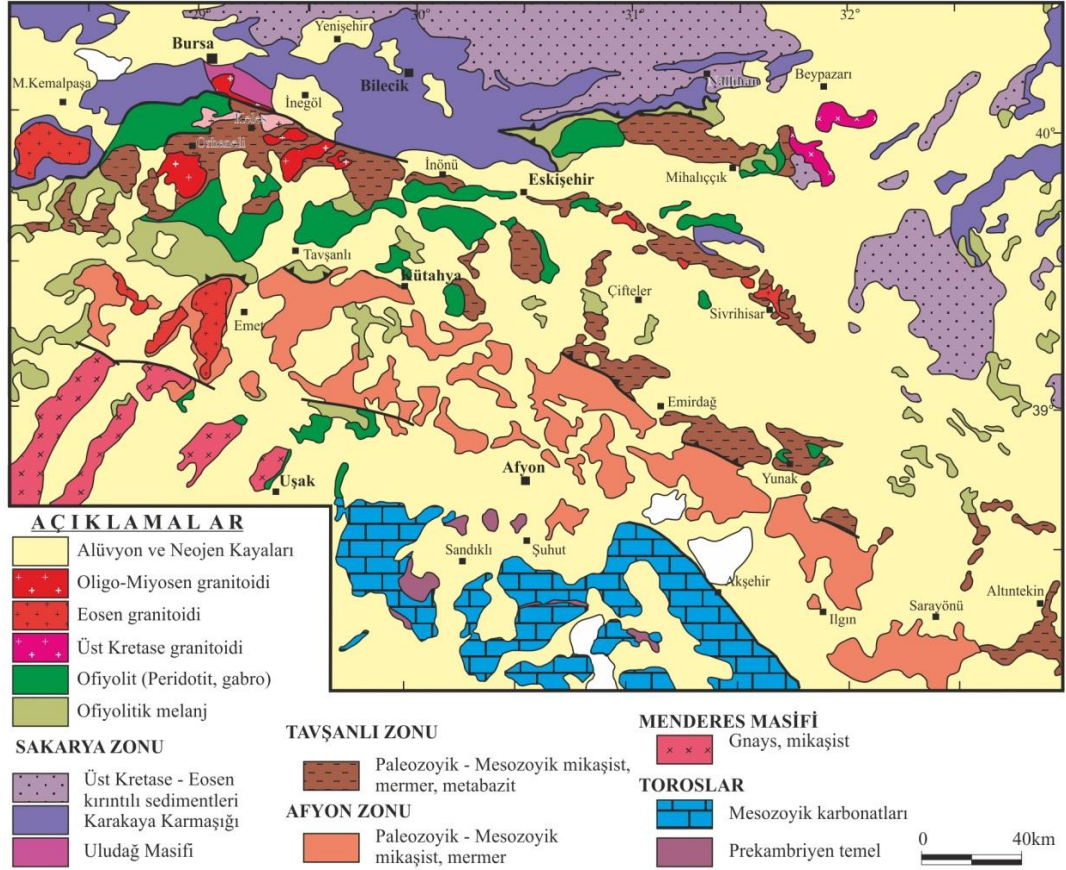 29°
30°
31°
32°
Yenişehir
Bursa
Nallıhan
Beypazarı
M.Kemalpaşa
Bilecik
İnegöl
Keles
40°
Orhaneli
İnönü
Mihalıççık
Eskişehir
Tavşanlı
Kütahya
Çifteler
Emet
Sivrihisar
Emirdağ
39°
Afyon
Yunak
Uşak
Sandıklı
Şuhut
Akşehir
Altıntekin
Ilgın
Sarayönü
AÇIKLAMALAR
Alüvyon ve Neojen Kayaları
Oligo-Miyosen granitoidi
Eosen granitoidi
Üst Kretase granitoidi
Ofiyolit (Peridotit, gabro)
Ofiyolitik melanj
SAKARYA ZONU
Üst Kretase - Eosen
kırıntılı sedimentleri
Karakaya Karmaşığı
Uludağ Masifi
TAVŞANLI ZONU
Paleozoyik - Mesozoyik mikaşist,
mermer, metabazit
AFYON ZONU
Paleozoyik - Mesozoyik
mikaşist, mermer
MENDERES MASİFİ
Gnays, mikaşist
TOROSLAR
Mesozoyik karbonatları
Prekambriyen temel
0 40km